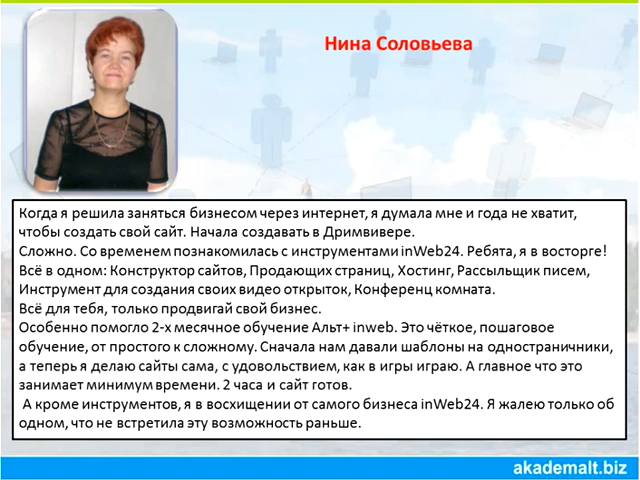 Нина Соловьева
Когда я решила заняться бизнесом через интернет, я думала мне и года не хватит,
чтобы создать свой сайт. Начала создавать в Дримвивере.
Сложно. Со временем познакомилась с инструментами inWeb24. Ребята, я в восторге!
Всё в одном: Конструктор сайтов, Продающих страниц, Хостинг, Рассыльщик писем,
Инструмент для создания своих видео открыток, Конференц комната.
Всё для тебя, только продвигай свой бизнес.
Особенно помогло 2-х месячное обучение Альт+ inweb. Это чёткое, пошаговое
обучение, от простого к сложному. Сначала нам давали шаблоны на одностранички,
а теперь я делаю сайты сама, с удовольствием, как в игры играю. А главное что это
занимает минимум времени. 2 часа и сайт готов.
А кроме инструментов, я в восхищении от самого бизнеса inWeb24. Я жалею только об
одном, что не встретила эту возможность раньше.
akademalt.biz